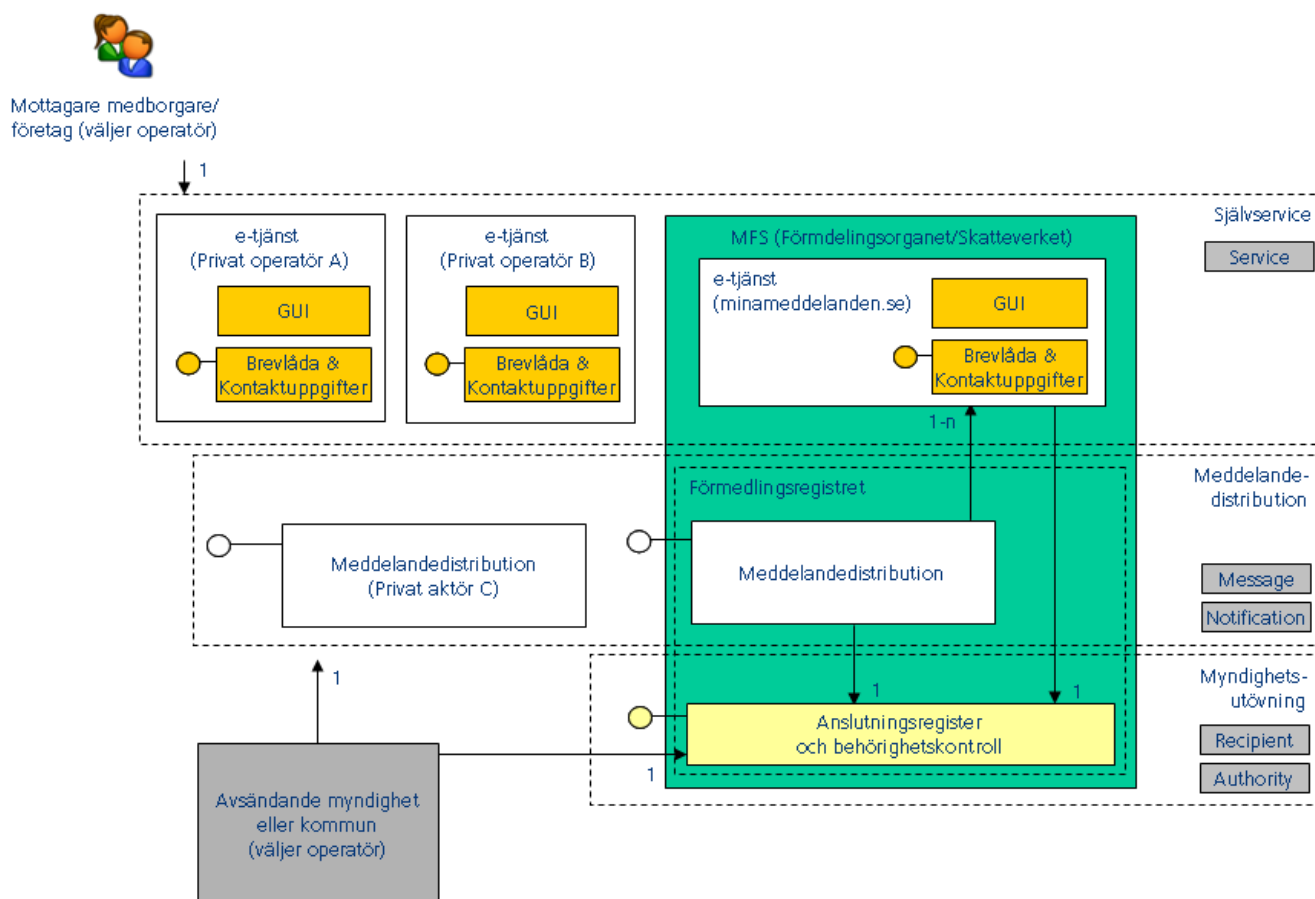 Mottagare medborgare/
företag (väljer operatör)
1
Självservice
Service
e-tjänst
(Privat operatör A)
GUI
Brevlåda &
Kontaktuppgifter
e-tjänst
(Privat operatör B)
GUI
Brevlåda &
Kontaktuppgifter
MFS (Förmdelingsorganet/Skatteverket)
e-tjänst
(minameddelanden.se)
GUI
Brevlåda &
Kontaktuppgifter
1-n
Meddelande-
distribution
Message
Notification
Förmedlingsregistret
Meddelandedistribution
(Privat aktör C)
Meddelandedistribution
1
1
1
Myndighets-
utövning
Recipient
Authority
Anslutningsregister
och behörighetskontroll
1
Avsändande myndighet
eller kommun
(väljer operatör)